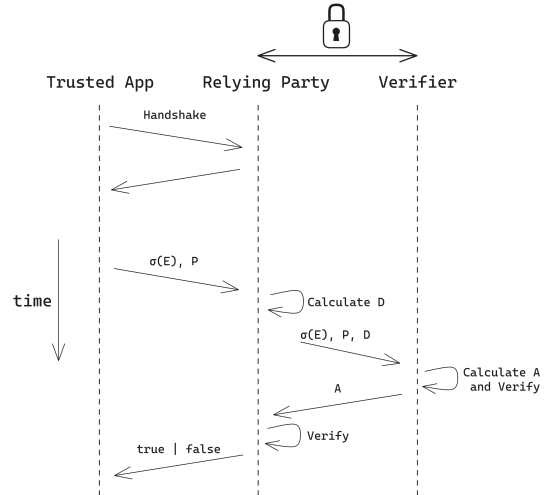 Trusted App
Relying Party
Verifier
Handshake
σ(E), P
time
Calculate D
σ(E), P, D
Calculate A
and Verify
A
Verify
true | false